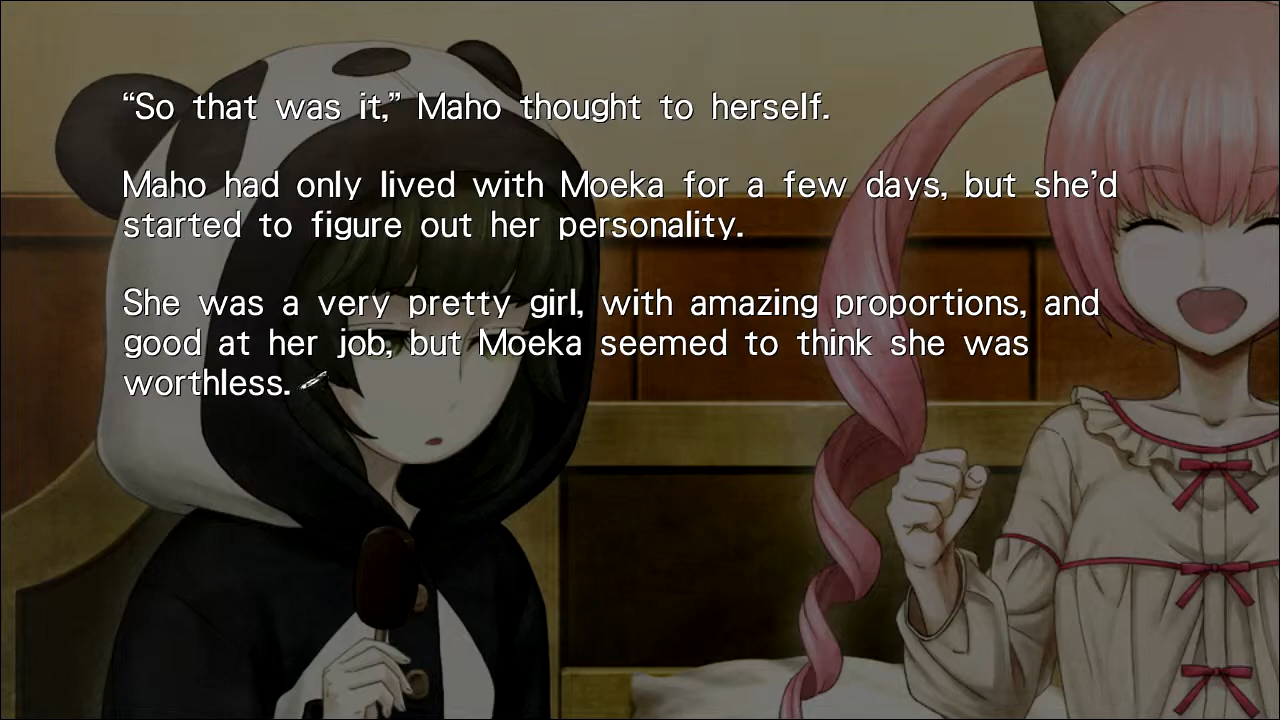 “So that was it,” Maho thought to herself.
Maho had only lived with Moeka for a few days, but she’d
started to figure out her personality.
She was a very pretty girl, with amazing proportions, and
good at her job, but Moeka seemed to think she was
worthless.